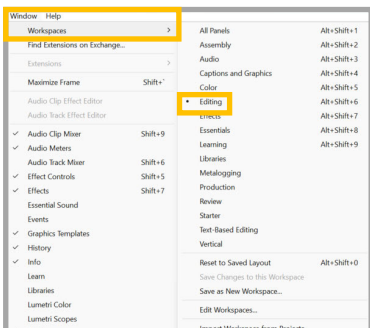 Window Help
Workspaces >
Find Extensions on Exchange...
Extensions >
Maximize Frame Shift+`
Audio Clip Effect Editor
Audio Track Effect Editor
✓ Audio Clip Mixer Shift+9
✓ Audio Meters
Audio Track Mixer Shift+6
✓ Effect Controls Shift+5
✓ Effects Shift+7
Essential Sound
Events
✓ Graphics Templates
✓ History
✓ Info
Learn
Libraries
Lumetri Color
Lumetri Scopes
All Panels Alt+Shift+1
Assembly Alt+Shift+2
Audio Alt+Shift+3
Captions and Graphics Alt+Shift+4
Color Alt+Shift+5
• Editing Alt+Shift+6
Effects Alt+Shift+7
Essentials Alt+Shift+8
Learning Alt+Shift+9
Libraries
Metalogging
Production
Review
Starter
Text-Based Editing
Vertical
Reset to Saved Layout Alt+Shift+0
Save Changes to this Workspace
Save as New Workspace...
Edit Workspaces...
Import Workspace from Projects